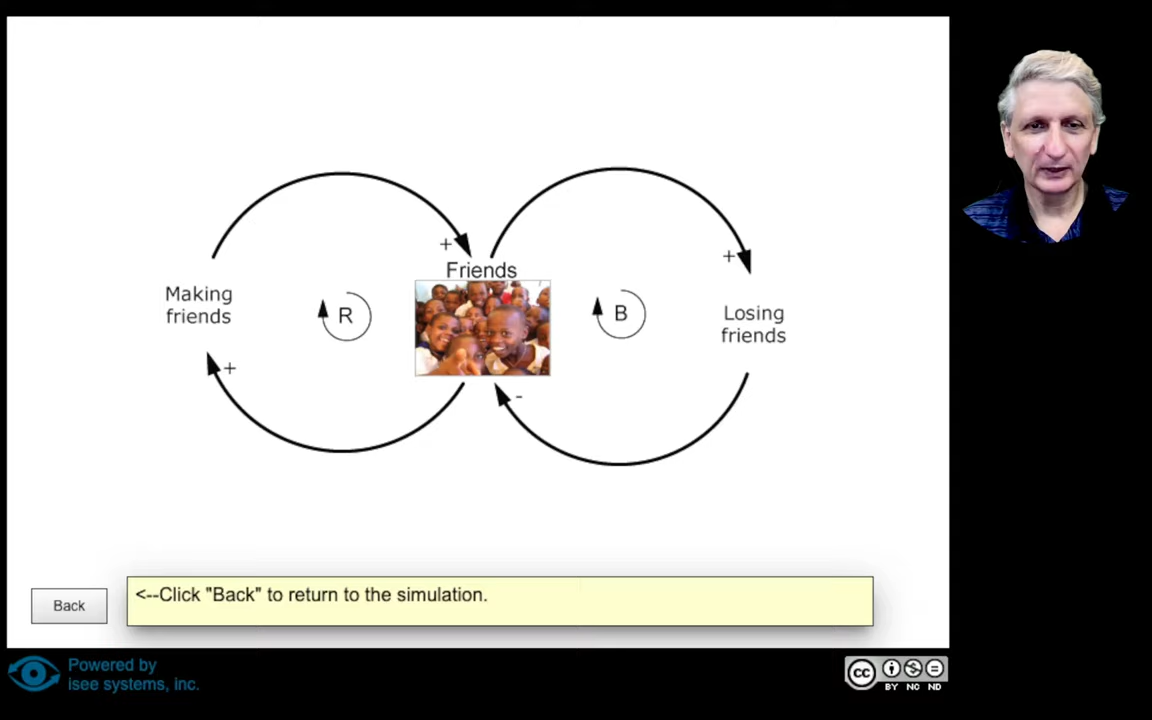 +
Friends
+
Making
friends
R
B
Losing
friends
+
-
Back
<--Click "Back" to return to the simulation.
Powered by
isee systems, inc.
cc
BY NC ND